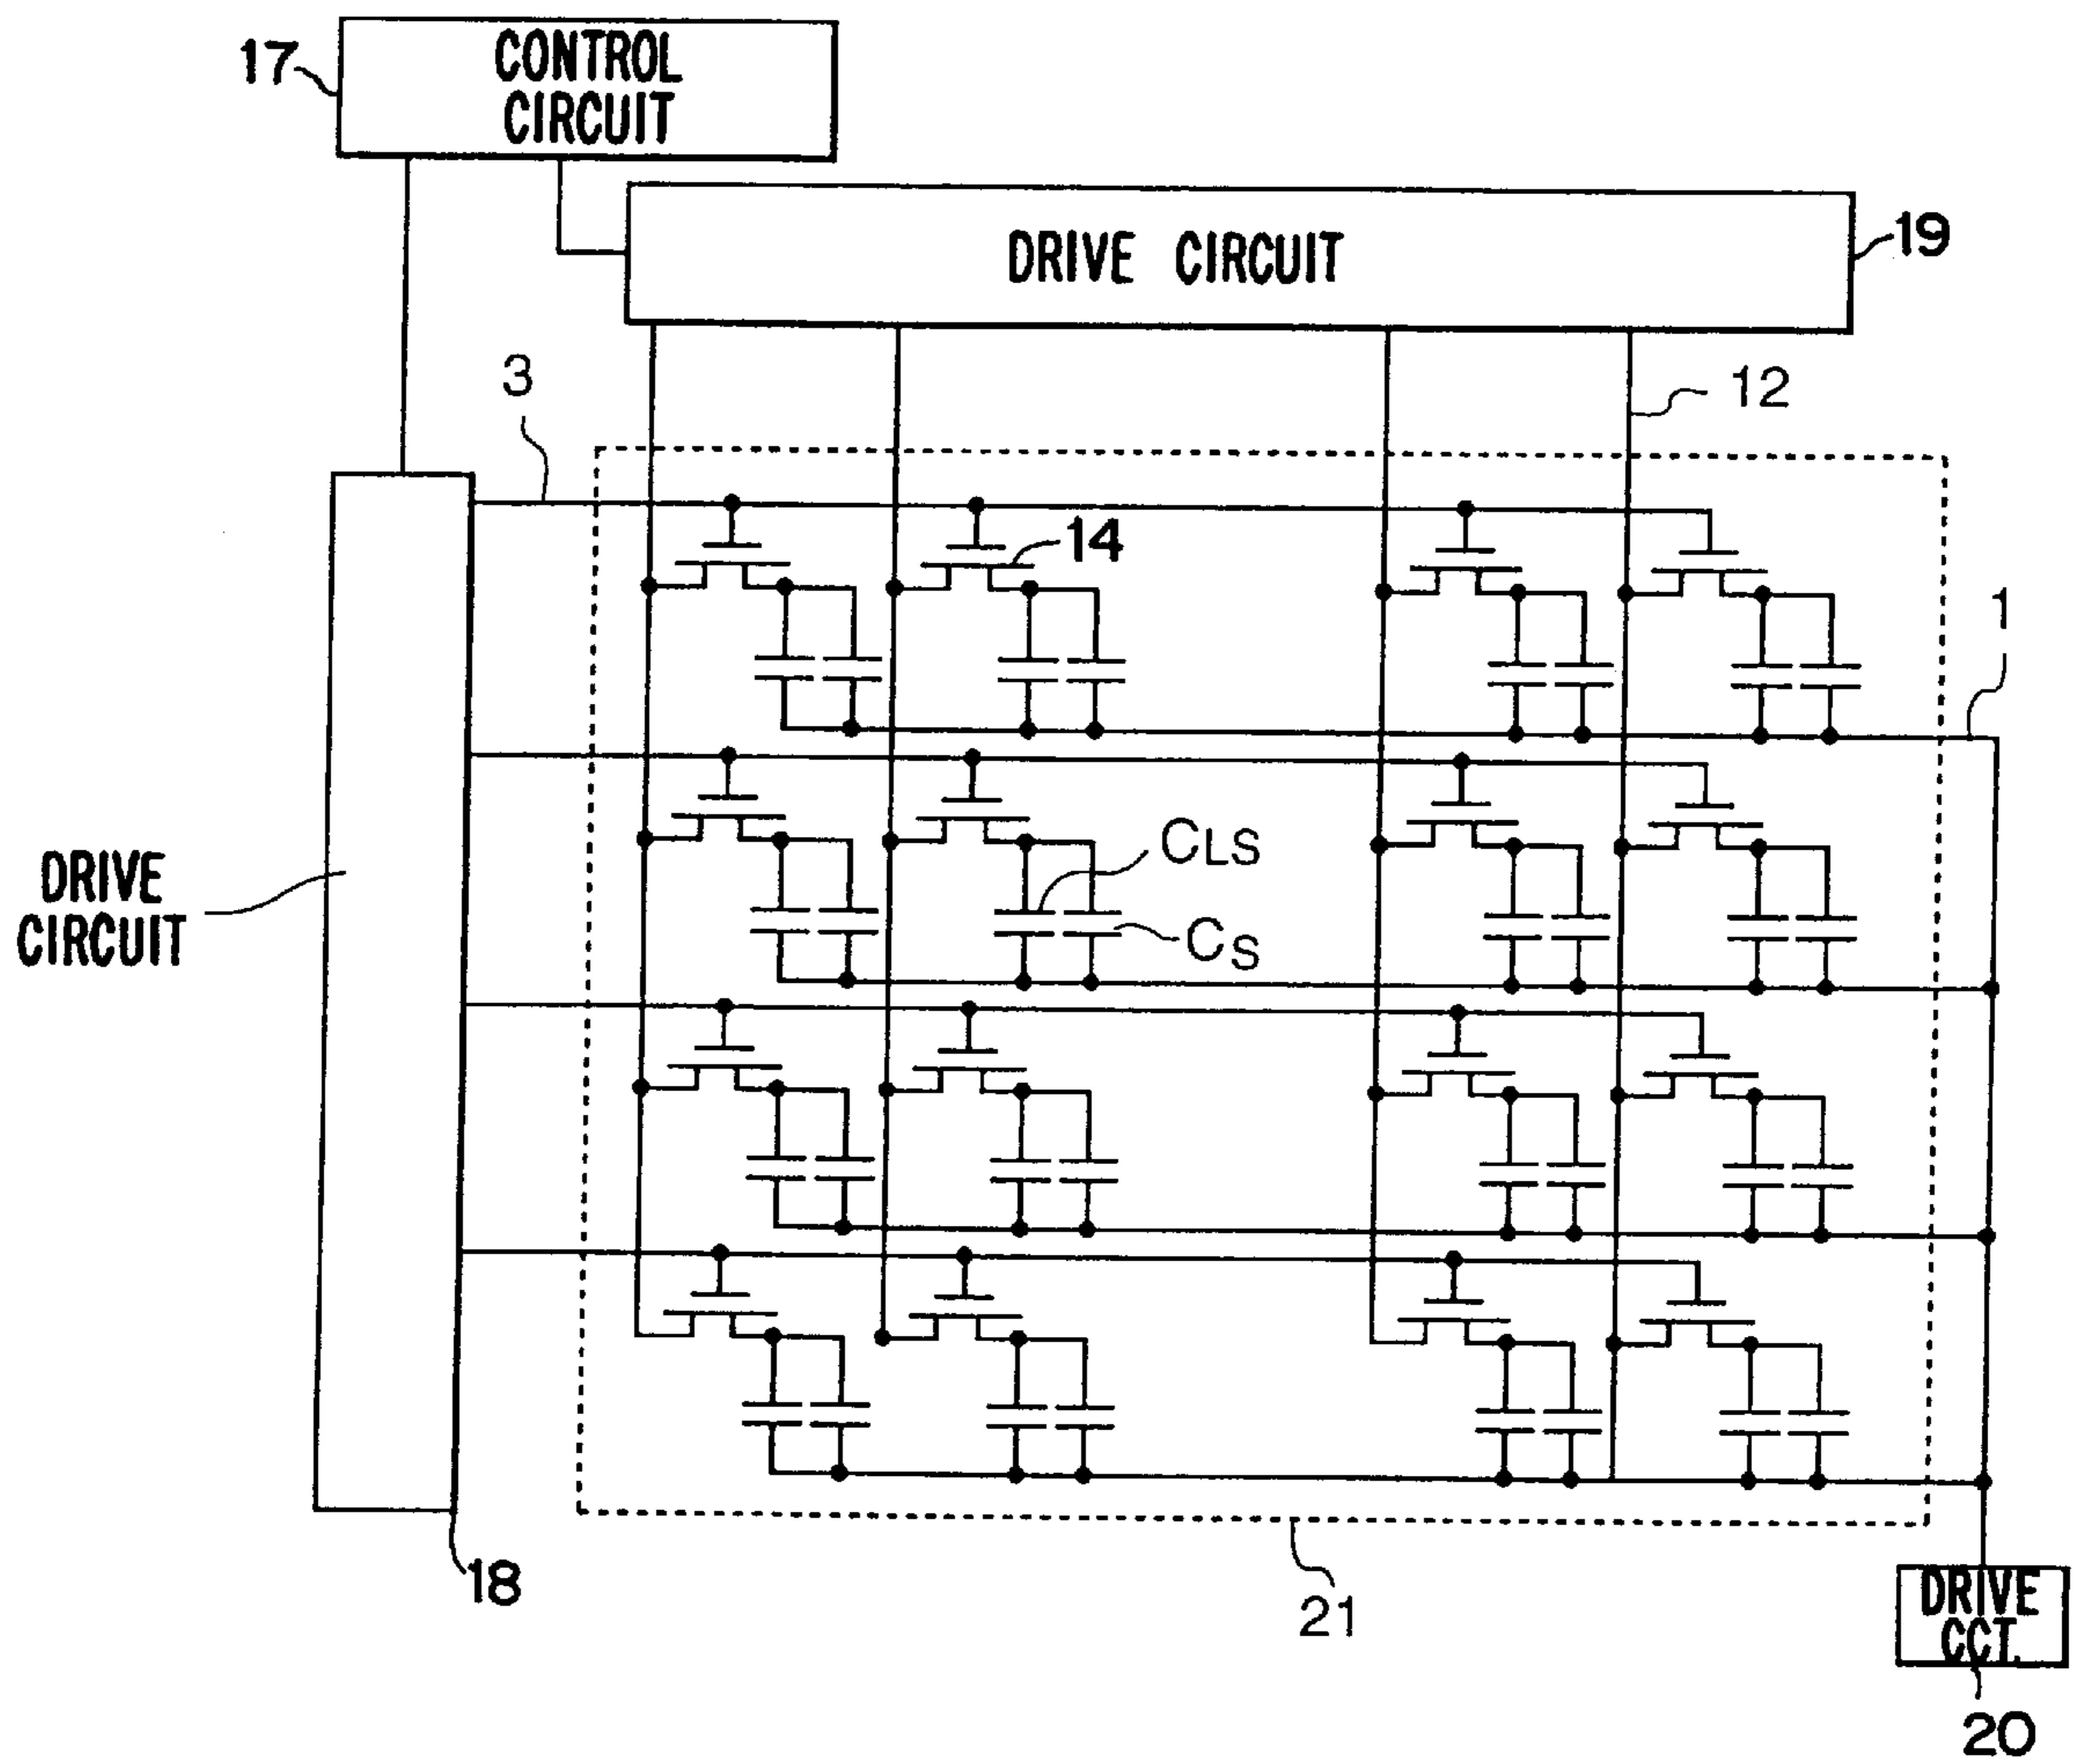 17
CONTROL
CIRCUIT
DRIVE CIRCUIT
19
3
12
14
1
CLS
CS
DRIVE
CIRCUIT
18
21
DRIVE
CCT.
20